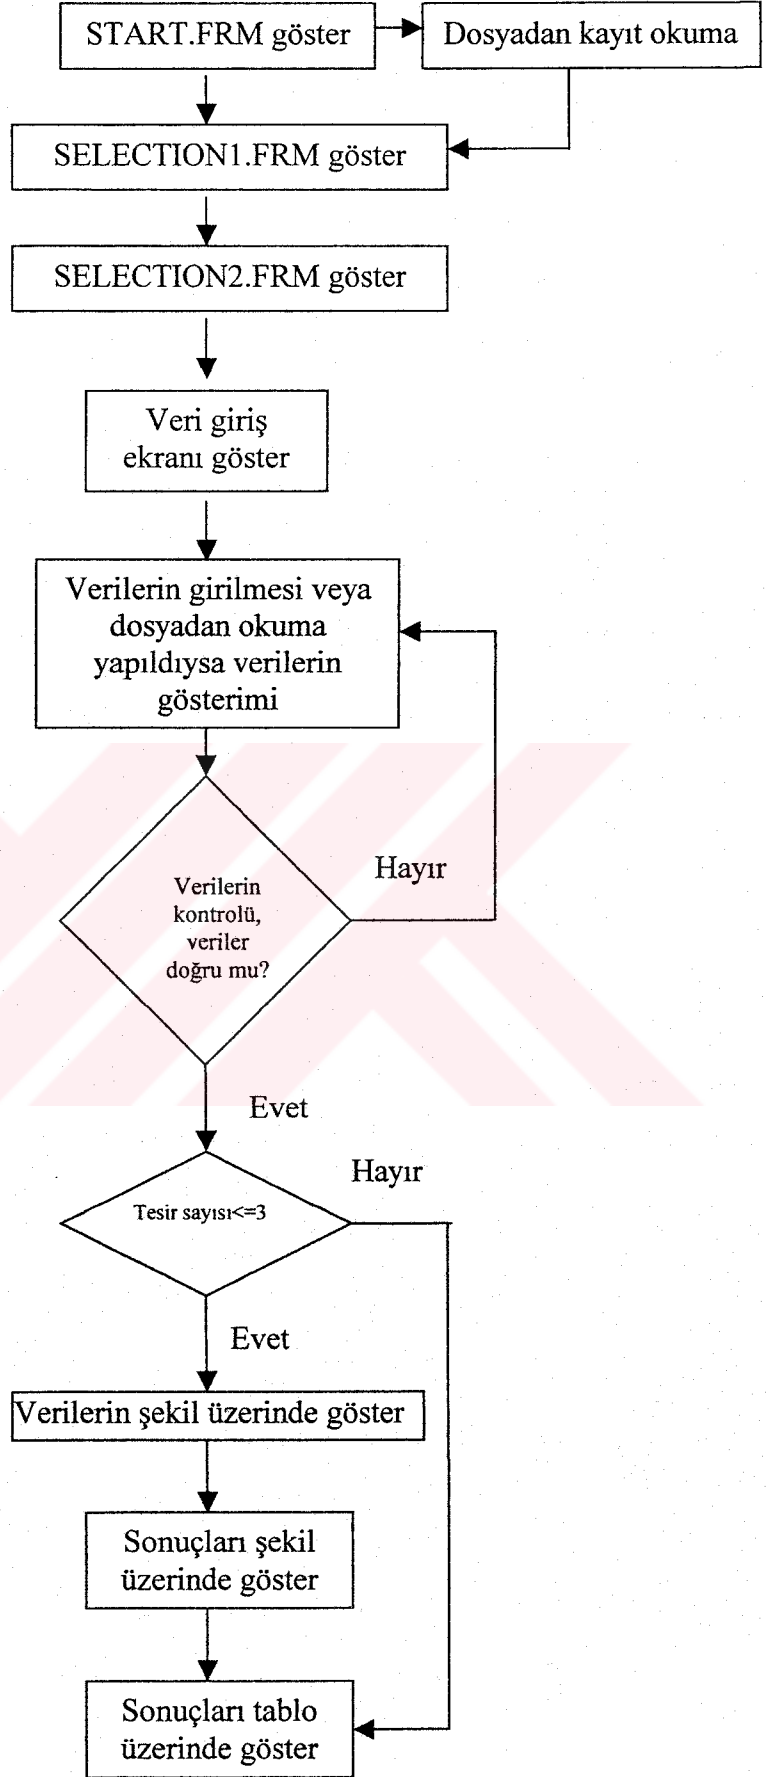 START.FRM göster
Dosyadan kayıt okuma
SELECTION1.FRM göster
SELECTION2.FRM göster
Veri giriş
ekranı göster
Verilerin girilmesi veya
dosyadan okuma
yapıldıysa verilerin
gösterimi
Hayır
Verilerin
kontrolü,
veriler
doğru mu?
Evet
Hayır
Tesir sayısı<=3
Evet
Verilerin şekil üzerinde göster
Sonuçları şekil
üzerinde göster
Sonuçları tablo
üzerinde göster